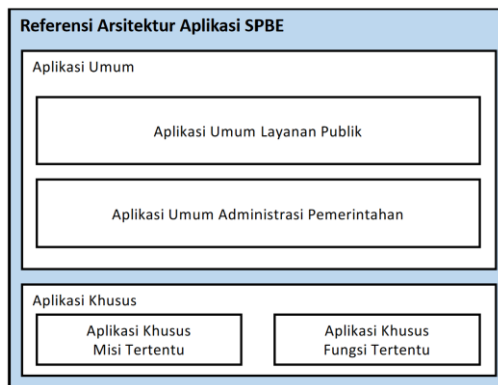 Referensi Arsitektur Aplikasi SPBE
Aplikasi Umum
Aplikasi Umum Layanan Publik
Aplikasi Umum Administrasi Pemerintahan
Aplikasi Khusus
Aplikasi Khusus
Misi Tertentu
Aplikasi Khusus
Fungsi Tertentu